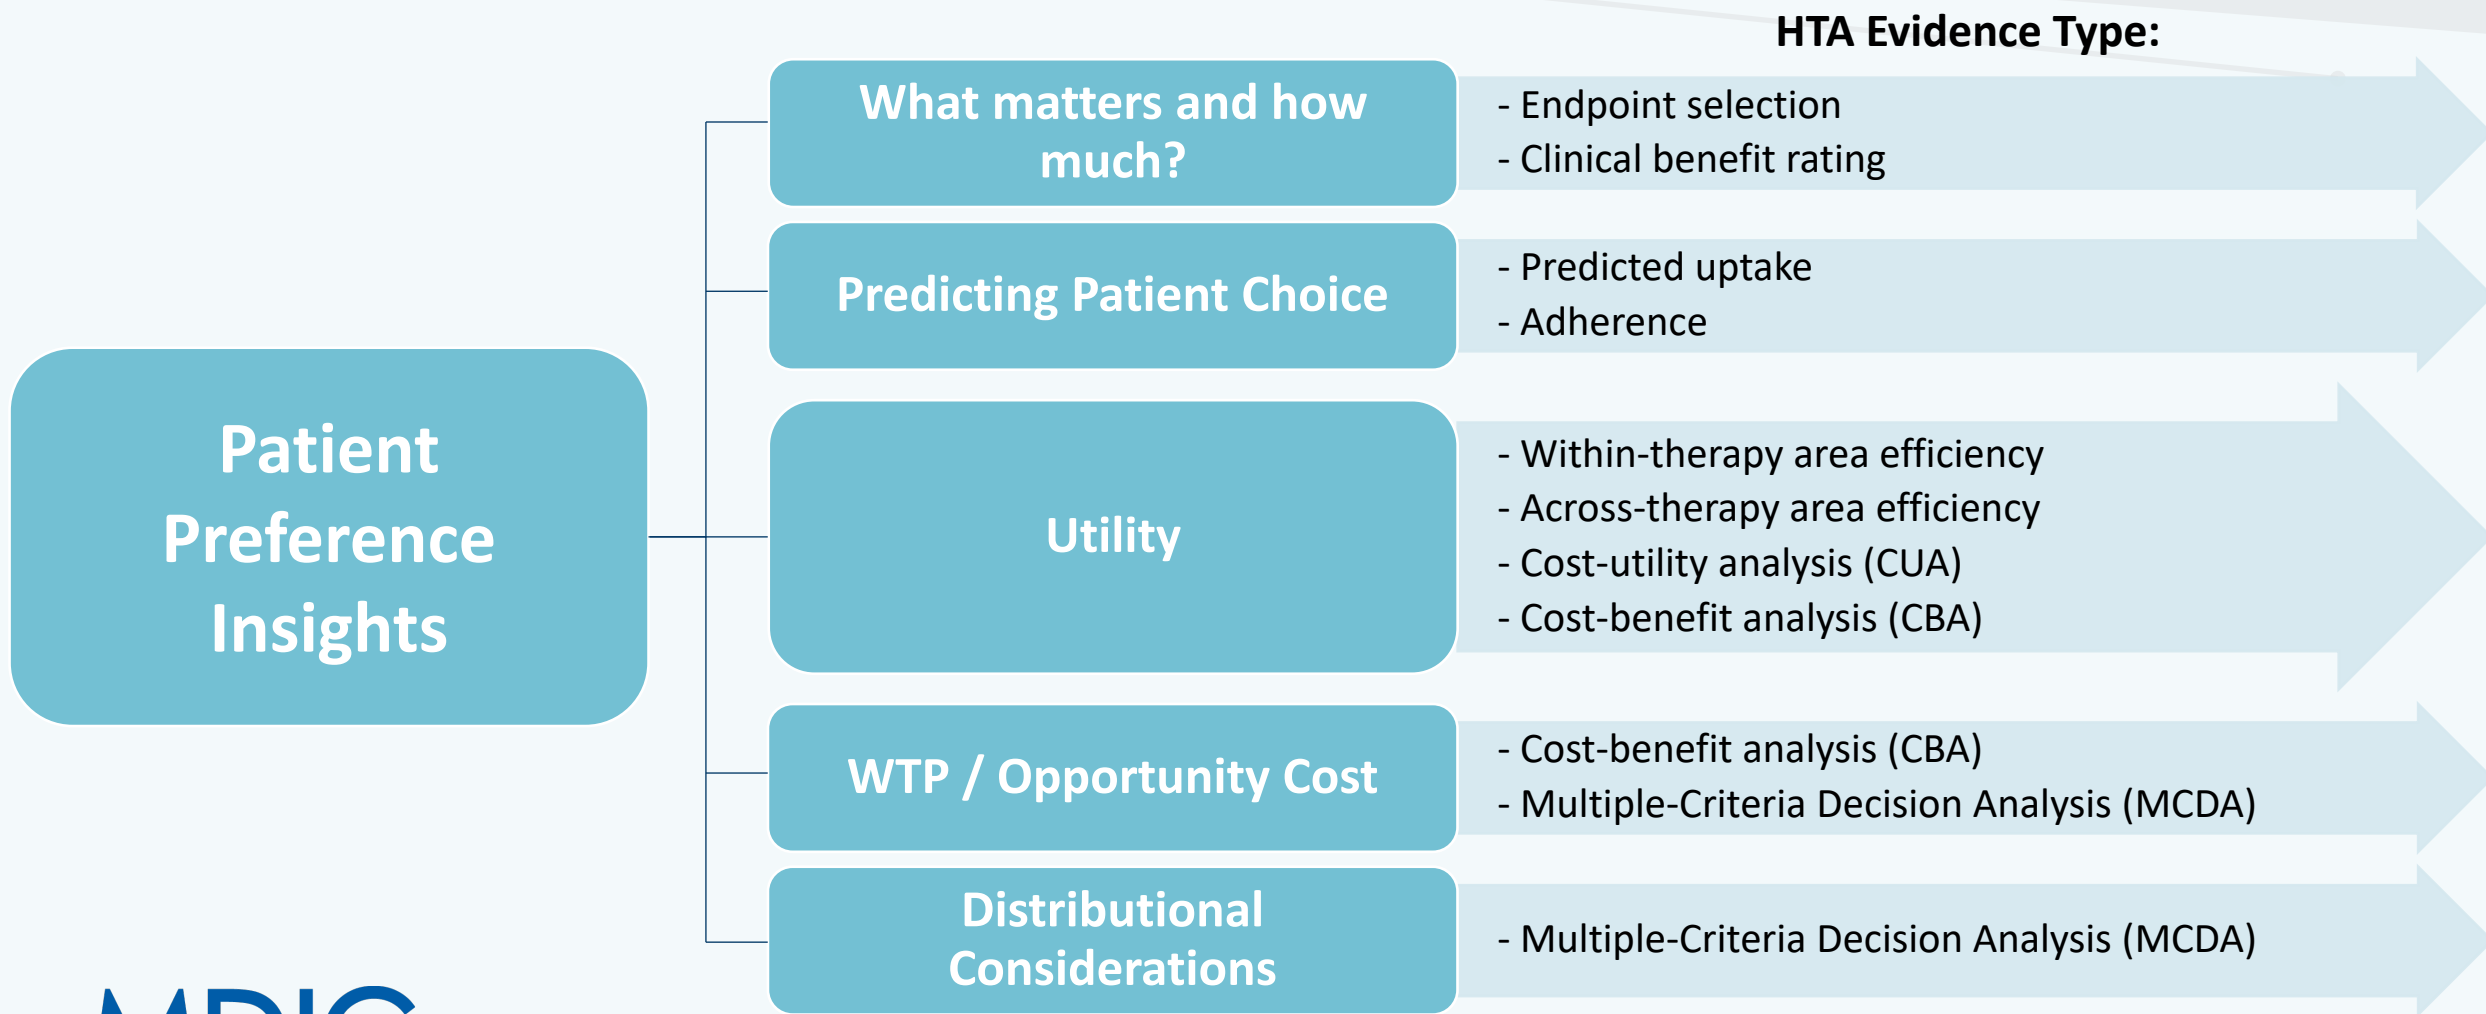 HTA Evidence Type:
What matters and how
much?
- Endpoint selection
- Clinical benefit rating
Predicting Patient Choice
- Predicted uptake
- Adherence
Patient
Preference
Insights
Utility
- Within-therapy area efficiency
- Across-therapy area efficiency
- Cost-utility analysis (CUA)
- Cost-benefit analysis (CBA)
WTP / Opportunity Cost
- Cost-benefit analysis (CBA)
- Multiple-Criteria Decision Analysis (MCDA)
Distributional
Considerations
- Multiple-Criteria Decision Analysis (MCDA)
MDIC